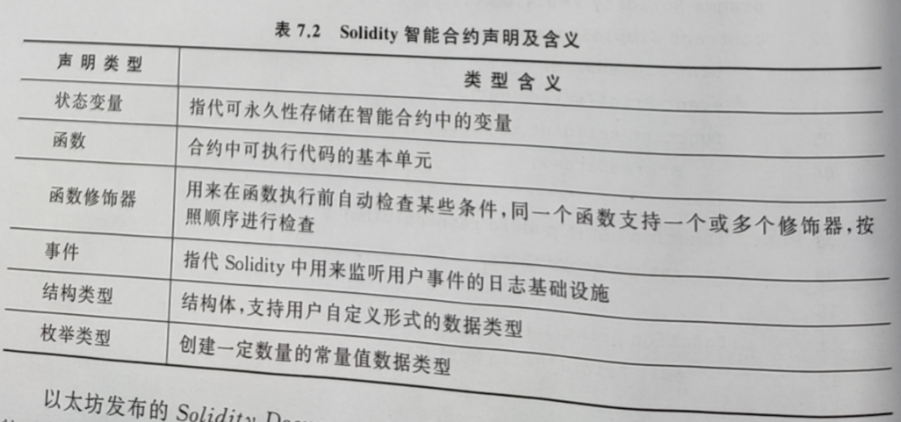 表 7.2 Solidity 智能合约声明及含义
声明类型 类型含义
状态变量 指代可永久性存储在智能合约中的变量
函数 合约中可执行代码的基本单元
函数修饰器 用来在函数执行前自动检查某些条件,同一个函数支持一个或多个修饰器,按
照顺序进行检查
事件 指代 Solidity 中用来监听用户事件的日志基础设施
结构类型 结构体,支持用户自定义形式的数据类型
枚举类型 创建一定数量的常量值数据类型
以太坊发布的 Solidity